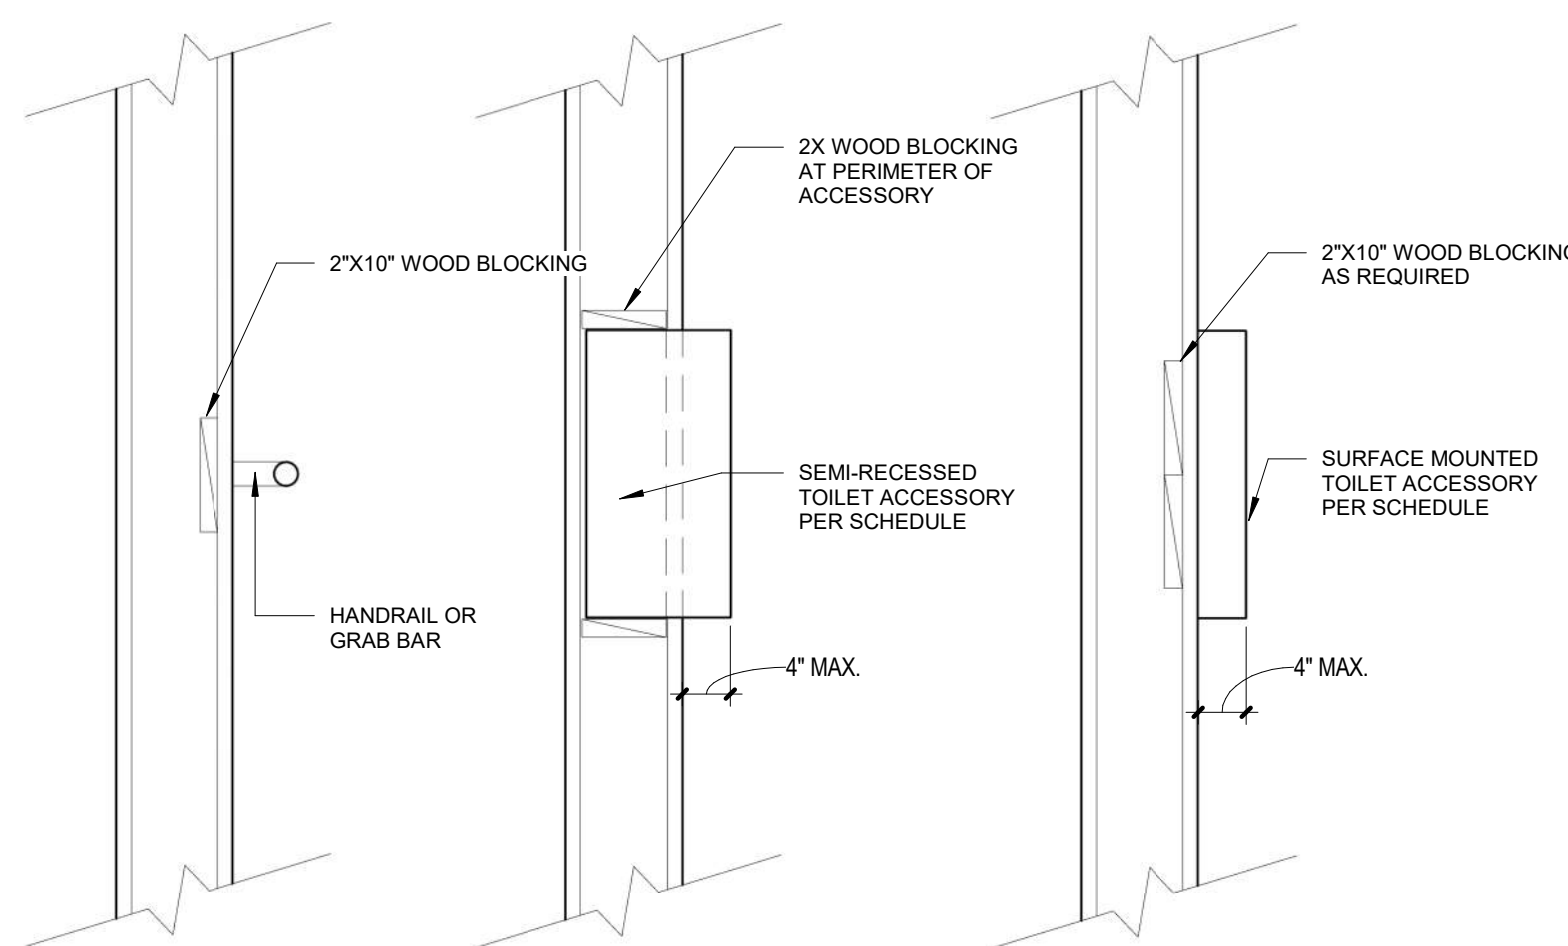 2"X10" WOOD BLOCKING
HANDRAIL OR
GRAB BAR
2X WOOD BLOCKING
AT PERIMETER OF
ACCESSORY
SEMI-RECESSED
TOILET ACCESSORY
PER SCHEDULE
4" MAX.
2"X10" WOOD BLOCKING
AS REQUIRED
SURFACE MOUNTED
TOILET ACCESSORY
PER SCHEDULE
4" MAX.